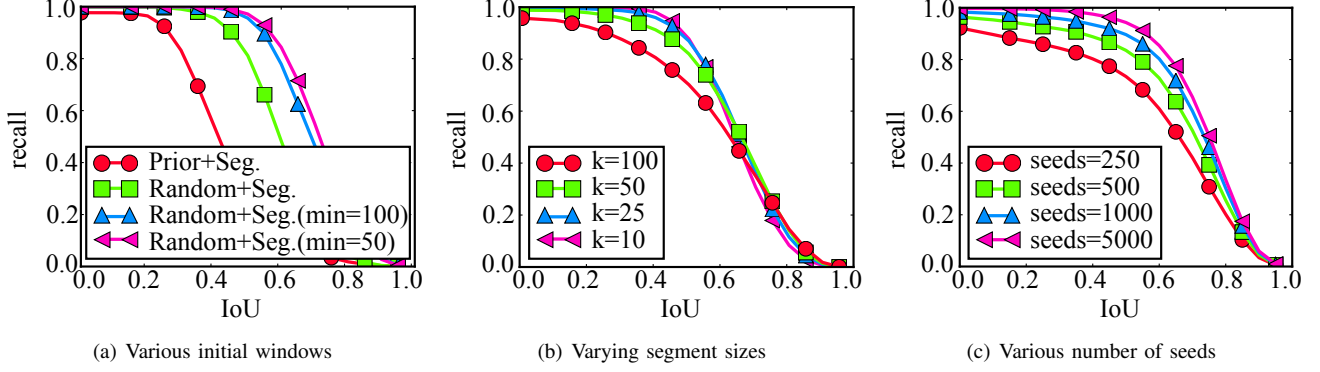 recall
1.0
0.8
0.6
0.4
0.2
0.0
Prior+Seg.
Random+Seg.
Random+Seg.(min=100)
Random+Seg.(min=50)
0.0 0.2 0.4 0.6 0.8 1.0
IoU
(a) Various initial windows
recall
1.0
0.8
0.6
0.4
0.2
0.0
k=100
k=50
k=25
k=10
0.0 0.2 0.4 0.6 0.8 1.0
IoU
(b) Varying segment sizes
recall
1.0
0.8
0.6
0.4
0.2
0.0
seeds=250
seeds=500
seeds=1000
seeds=5000
0.0 0.2 0.4 0.6 0.8 1.0
IoU
(c) Various number of seeds